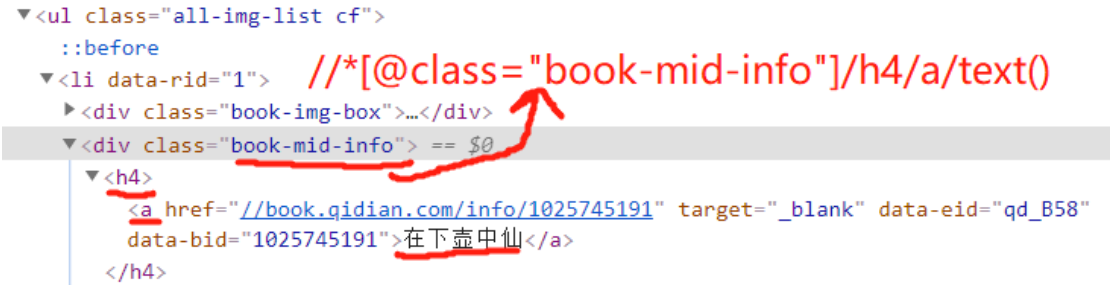 ▼<ul class="all-img-list cf">
::before
▼<li data-rid="1"> //*[@class="book-mid-info"]/h4/a/text()
▶<div class="book-img-box">…</div>
▼<div class="book-mid-info"> == $0
▼<h4>
<a href="//book.qidian.com/info/1025745191" target="_blank" data-eid="qd_B58"
data-bid="1025745191">在下壶中仙</a>
</h4>